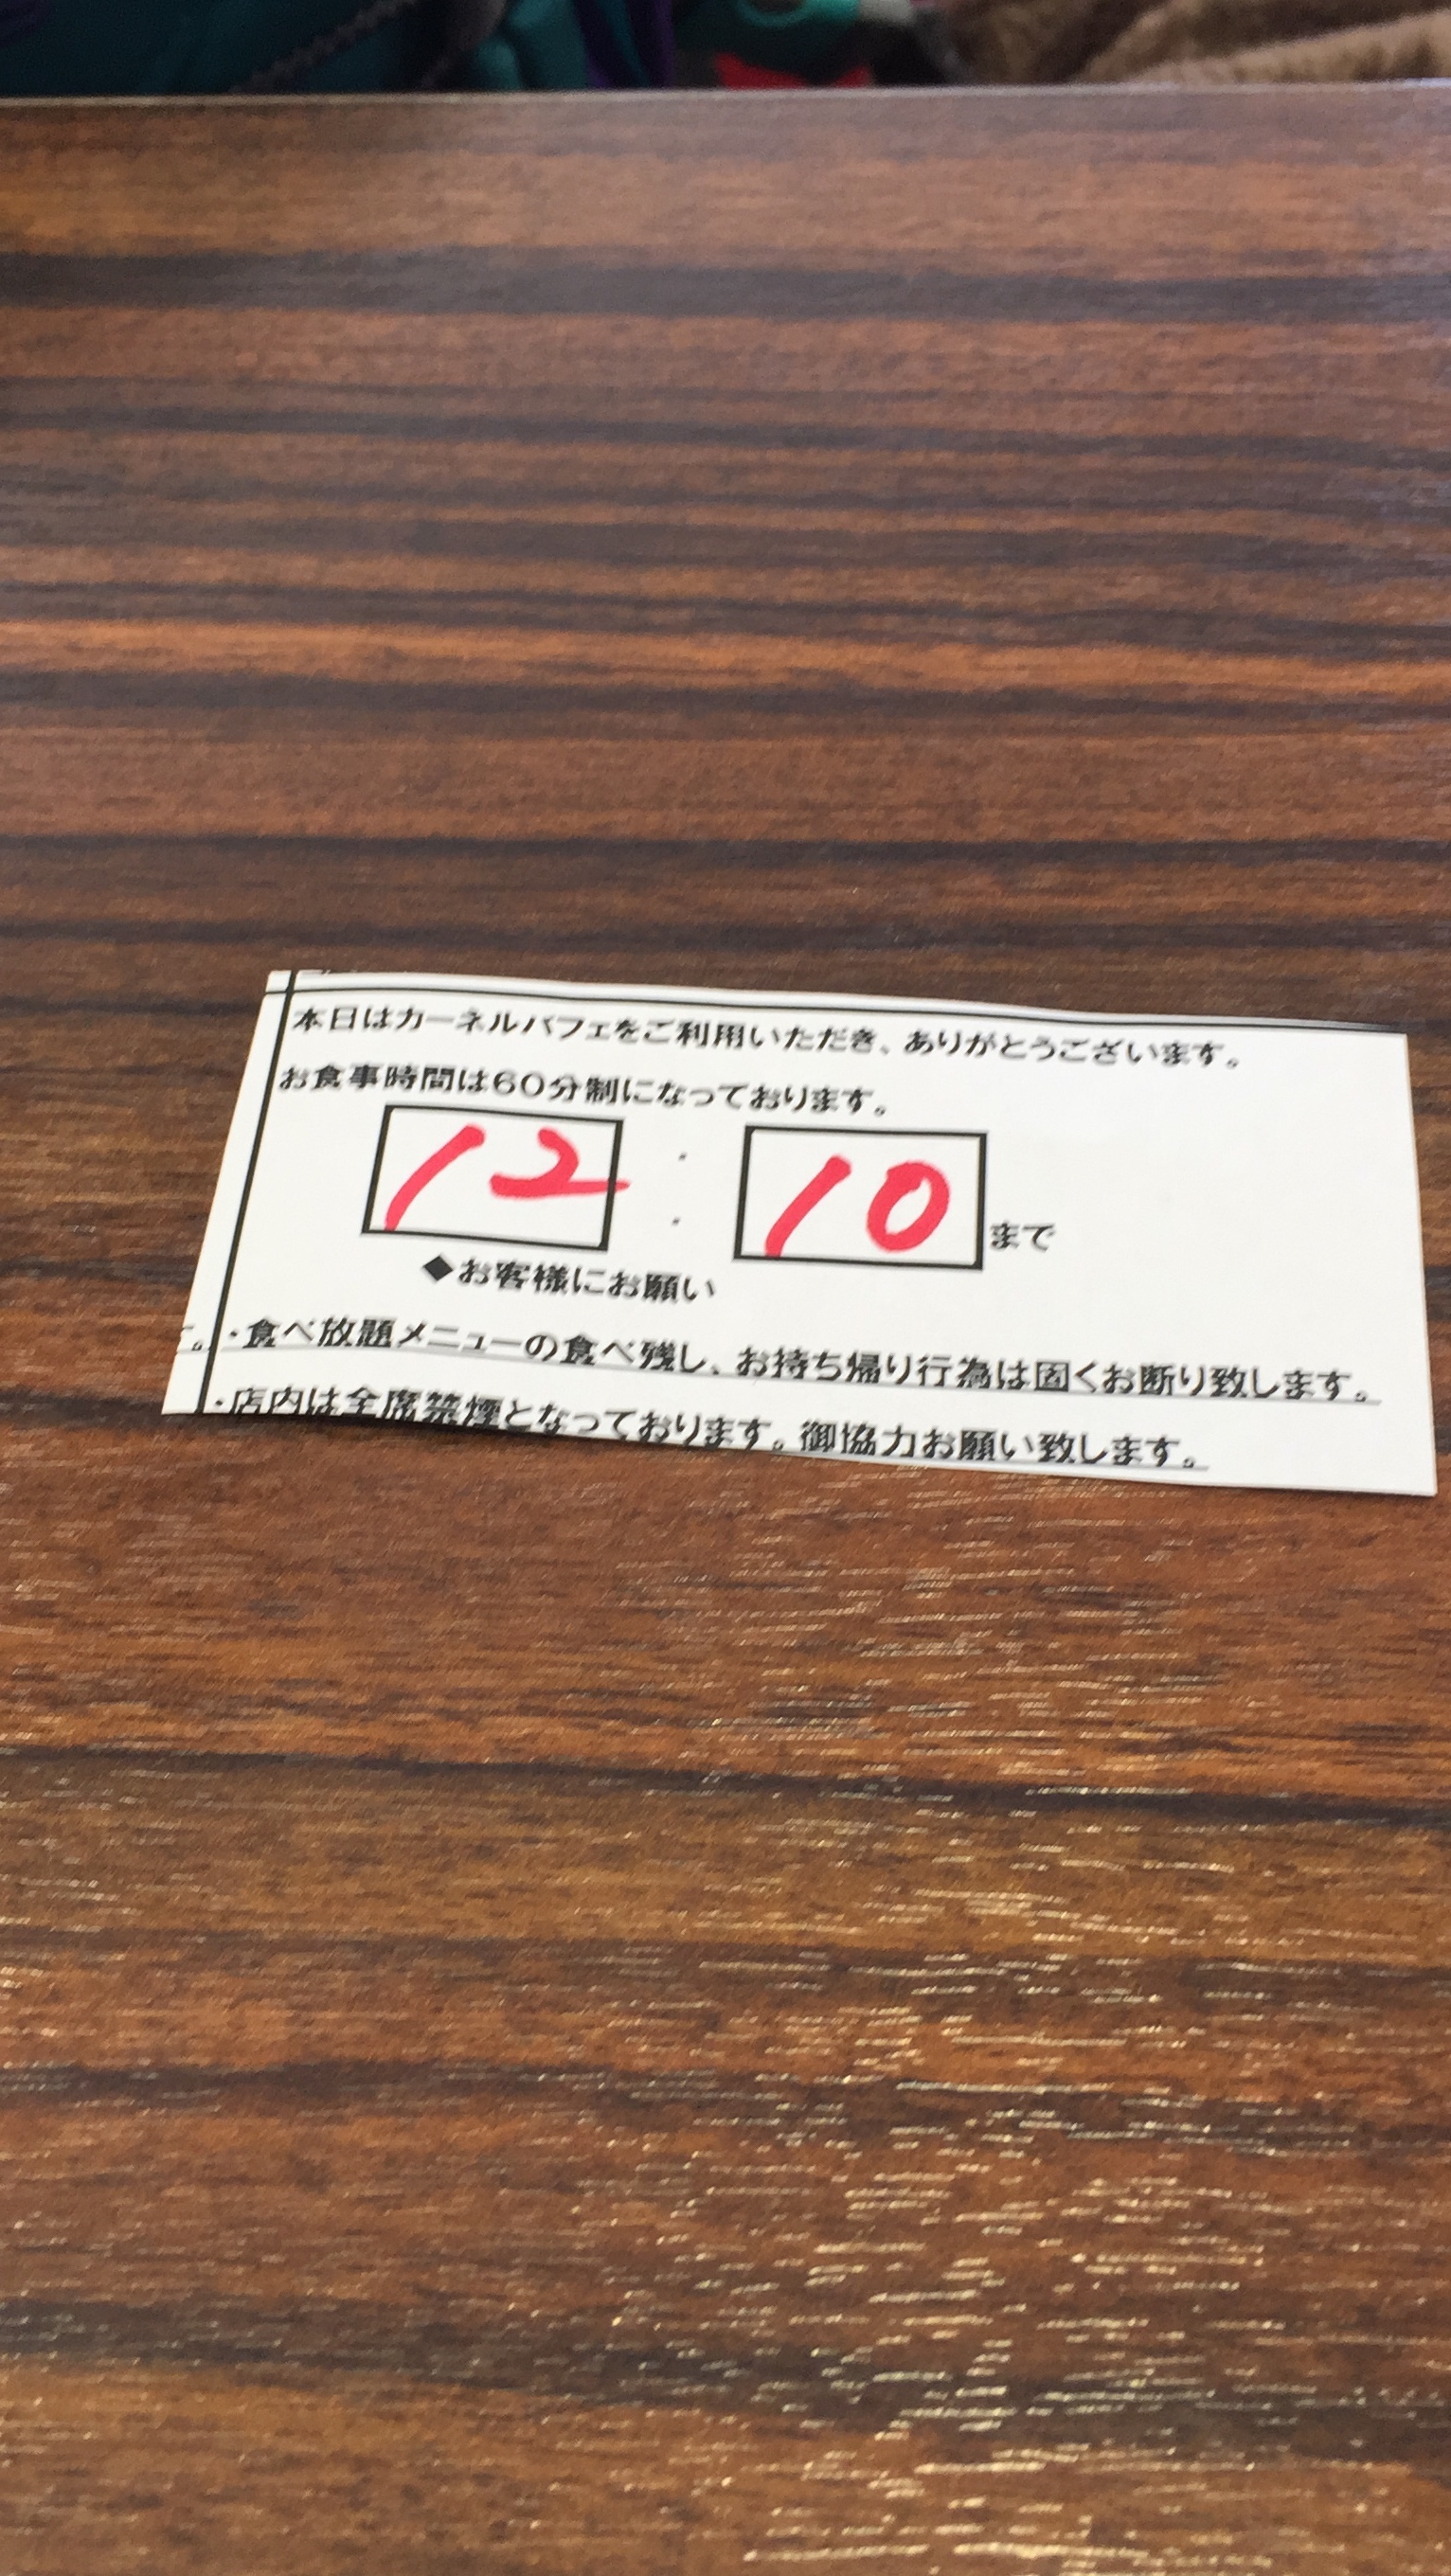 本日はカーネルバフェをご利用いただき、ありがとうございます。
お食事時間は60分制になっております。
12:10まで
◆お客様にお願い
す。
・食べ放題メニューの食べ残し、お持ち帰り行為は固くお断り致します。
・店内は全席禁煙となっております。御協力お願い致します。